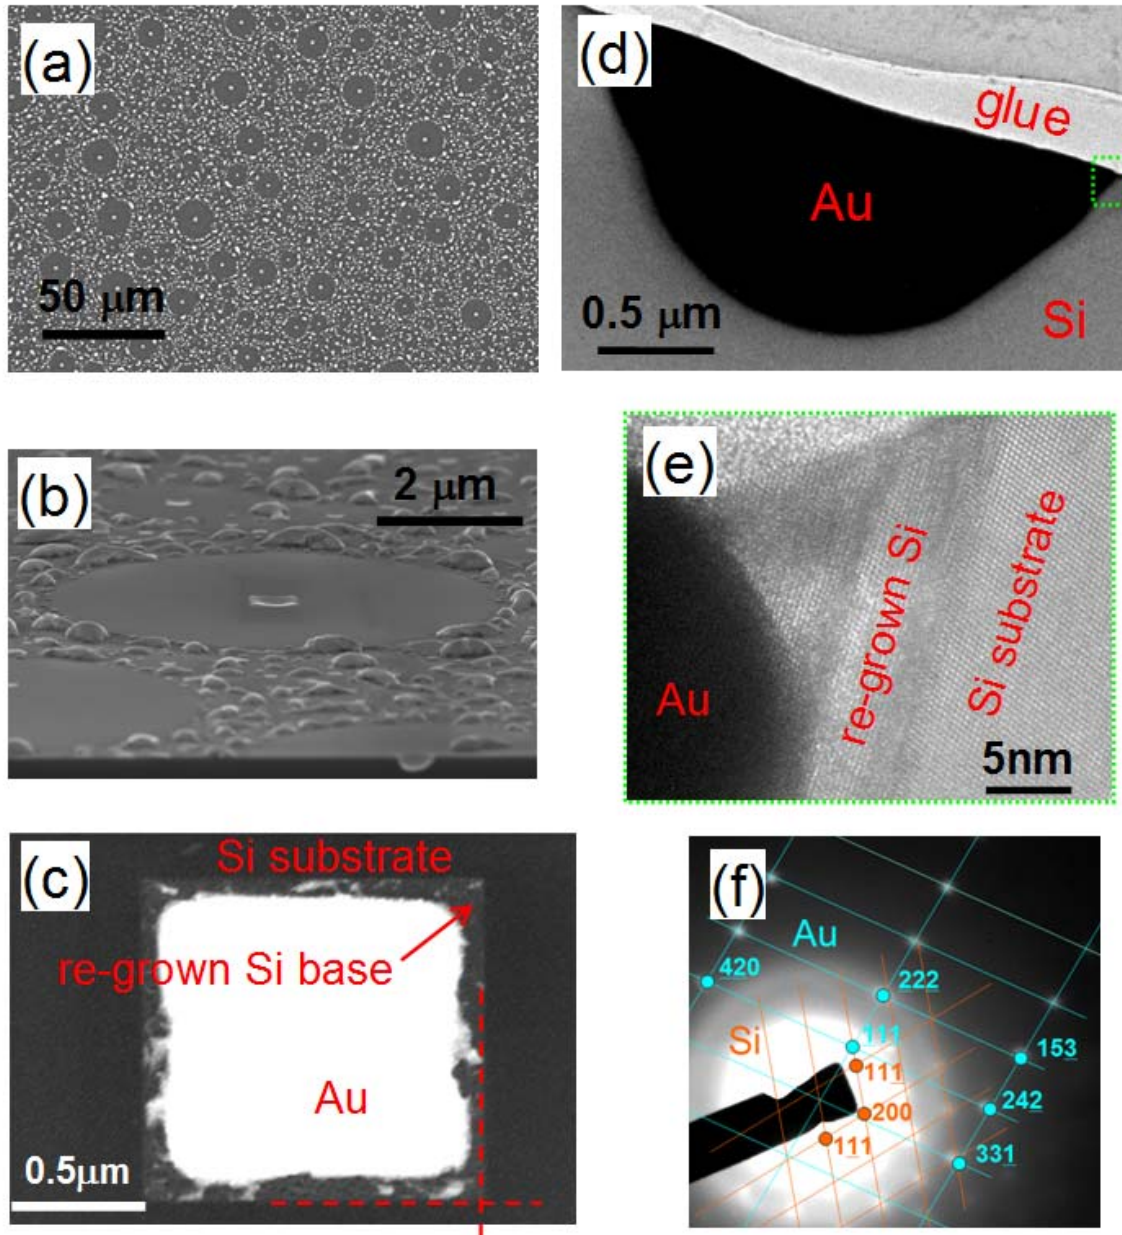 (a)
50 μm
(b)
2 μm
(c)
Si substrate
re-grown Si base
Au
0.5μm
(d)
glue
Au
0.5 μm
Si
(e)
re-grown Si
Si substrate
Au
5nm
(f)
Au
420
222
Si
111
153
111
200
242
111
331